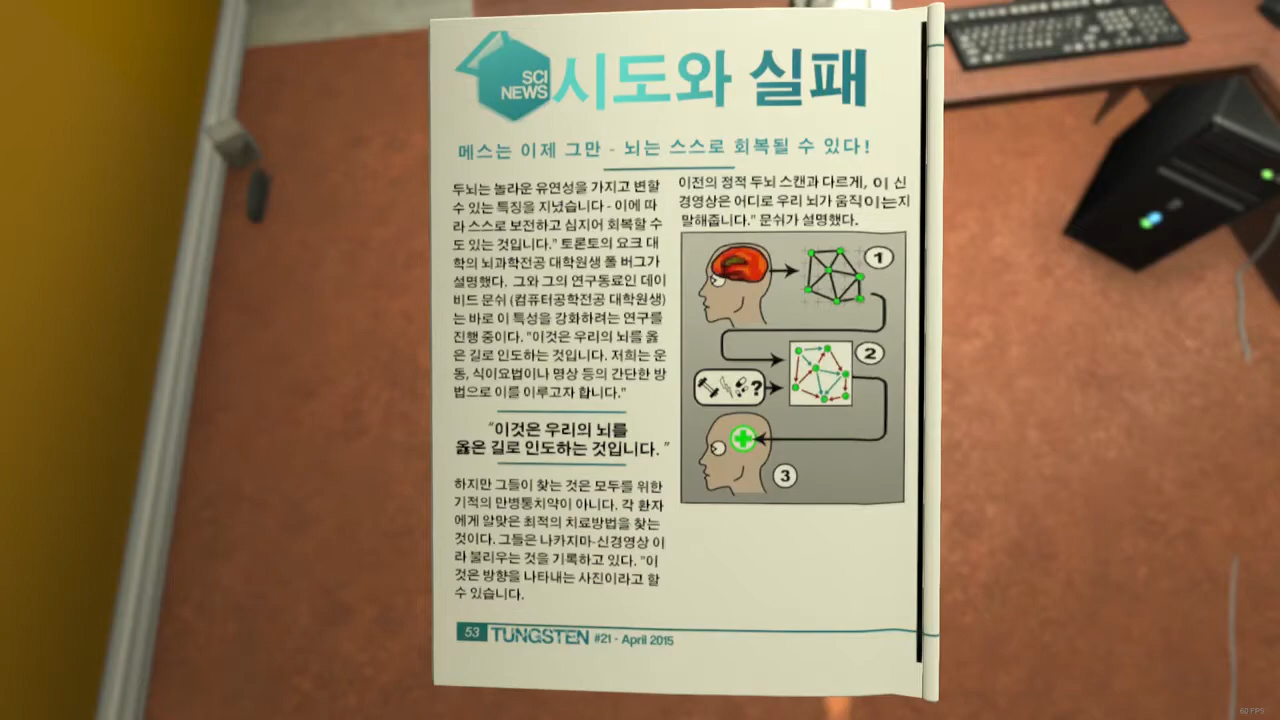 SCI
NEWS
시도와 실패
메스는 이제 그만 - 뇌는 스스로 회복될 수 있다!
두뇌는 놀라운 유연성을 가지고 변할
수 있는 특징을 지녔습니다 - 이에 따
라 스스로 보전하고 심지어 회복할 수
도 있는 것입니다." 토론토의 요크 대
학의 뇌과학전공 대학원생 폴 버그가
설명했다. 그와 그의 연구동료인 데이
비드 문쉬 (컴퓨터공학전공 대학원생)
는 바로 이 특성을 강화하려는 연구를
진행 중이다. "이것은 우리의 뇌를 옳
은 길로 인도하는 것입니다. 저희는 운
동, 식이요법이나 명상 등의 간단한 방
법으로 이를 이루고자 합니다."
"이것은 우리의 뇌를
옳은 길로 인도하는 것입니다. "
하지만 그들이 찾는 것은 모두를 위한
기적의 만병통치약이 아니다. 각 환자
에게 알맞은 최적의 치료방법을 찾는
것이다. 그들은 나카지마-신경영상 이
라 불리우는 것을 기록하고 있다. "이
것은 방향을 나타내는 사진이라고 할
수 있습니다.
이전의 정적 두뇌 스캔과 다르게, 이 신
경영상은 어디로 우리 뇌가 움직이는지
말해줍니다." 문쉬가 설명했다.
1
2
?
3
53 TUNGSTEN #21 - April 2015
60 FPS